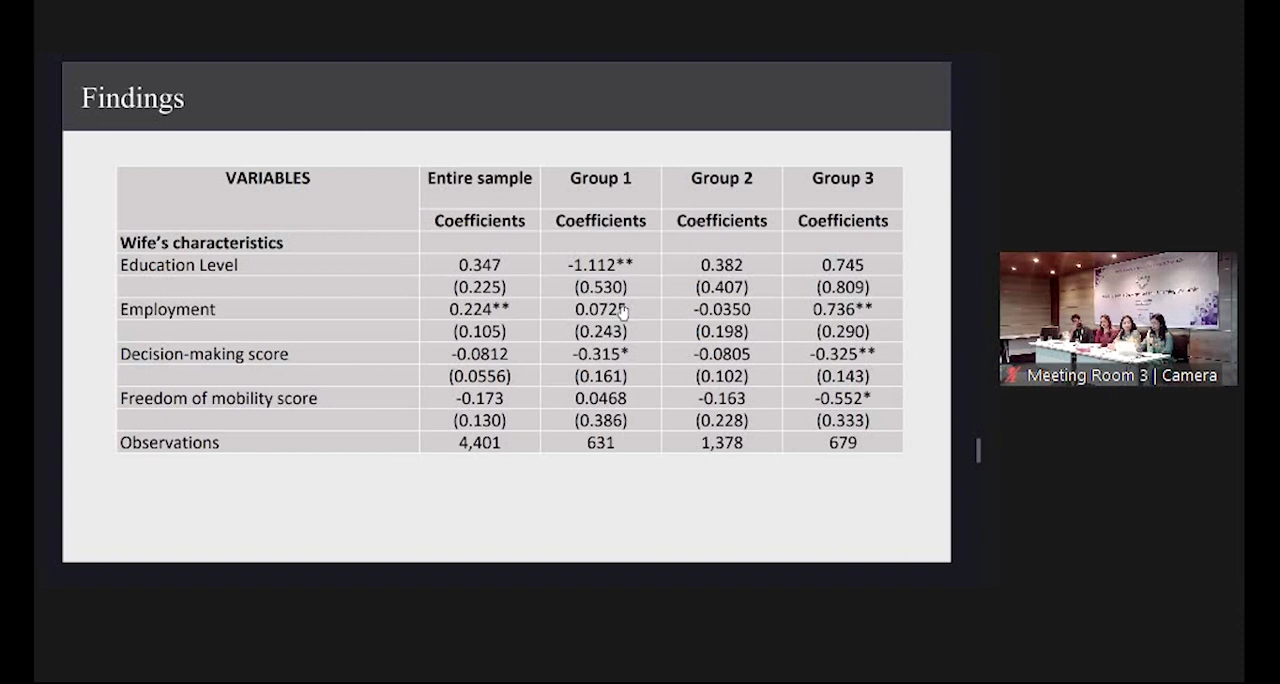 Findings
VARIABLES Entire sample Group 1 Group 2 Group 3
Coefficients Coefficients Coefficients Coefficients
Wife's characteristics
Education Level 0.347 -1.112** 0.382 0.745
(0.225) (0.530) (0.407) (0.809)
Employment 0.224** -0.0350 0.736**
(0.105) (0.243) (0.198) (0.290)
Decision-making score -0.0812 -0.315* -0.0805 -0.325**
(0.0556) (0.161) (0.102) (0.143)
Freedom of mobility score -0.173 0.0468 -0.163 -0.552*
(0.130) (0.386) (0.228) (0.333)
Observations 4,401 631 1,378 679
Meeting Room 3 | Camera